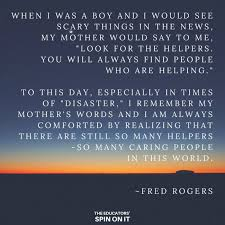 WHEN I WAS A BOY AND I WOULD SEE
SCARY THINGS IN THE NEWS,
MY MOTHER WOULD SAY TO ME,
"LOOK FOR THE HELPERS.
YOU WILL ALWAYS FIND PEOPLE
WHO ARE HELPING."
TO THIS DAY, ESPECIALLY IN TIMES
OF "DISASTER," I REMEMBER MY
MOTHER'S WORDS AND I AM ALWAYS
COMFORTED BY REALIZING THAT
THERE ARE STILL SO MANY HELPERS
-SO MANY CARING PEOPLE
IN THIS WORLD.
~FRED ROGERS
THE EDUCATORS'
SPIN ON IT